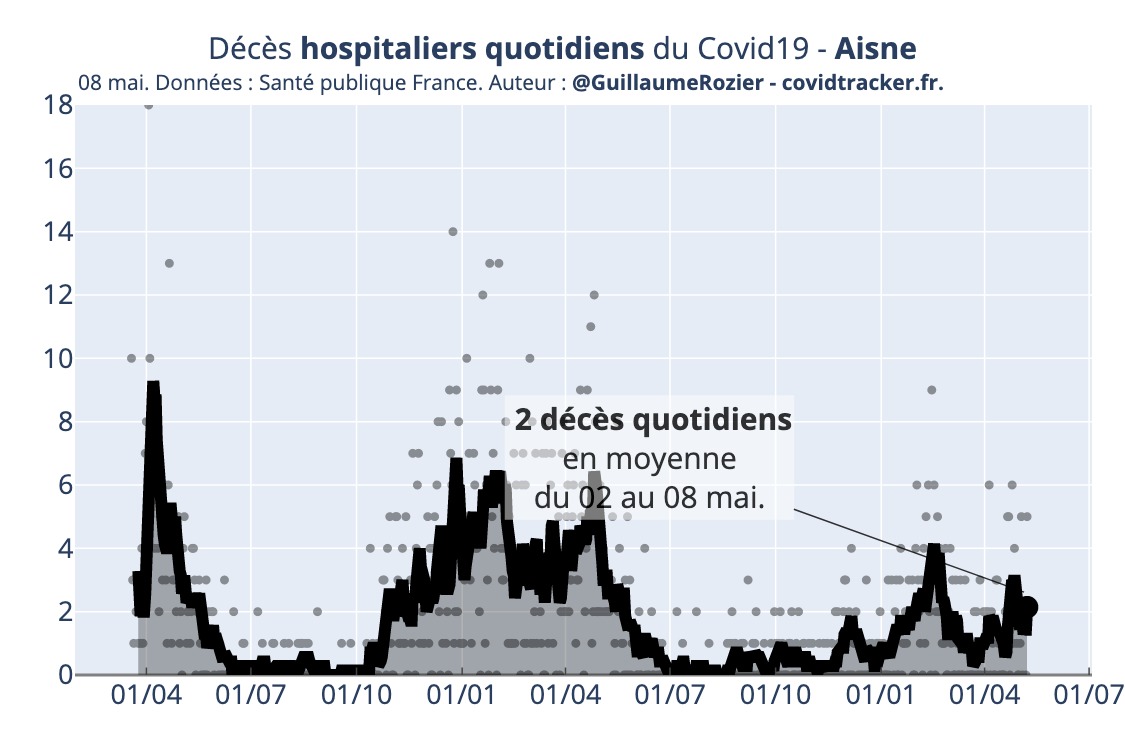 Décès hospitaliers quotidiens du Covid19 - Aisne
08 mai. Données : Santé publique France. Auteur : @GuillaumeRozier - covidtracker.fr.
18
16
14
12
10
8
6
4
2
0
2 décès quotidiens
en moyenne
du 02 au 08 mai.
01/04 01/07 01/10 01/01 01/04 01/07 01/10 01/01 01/04 01/07